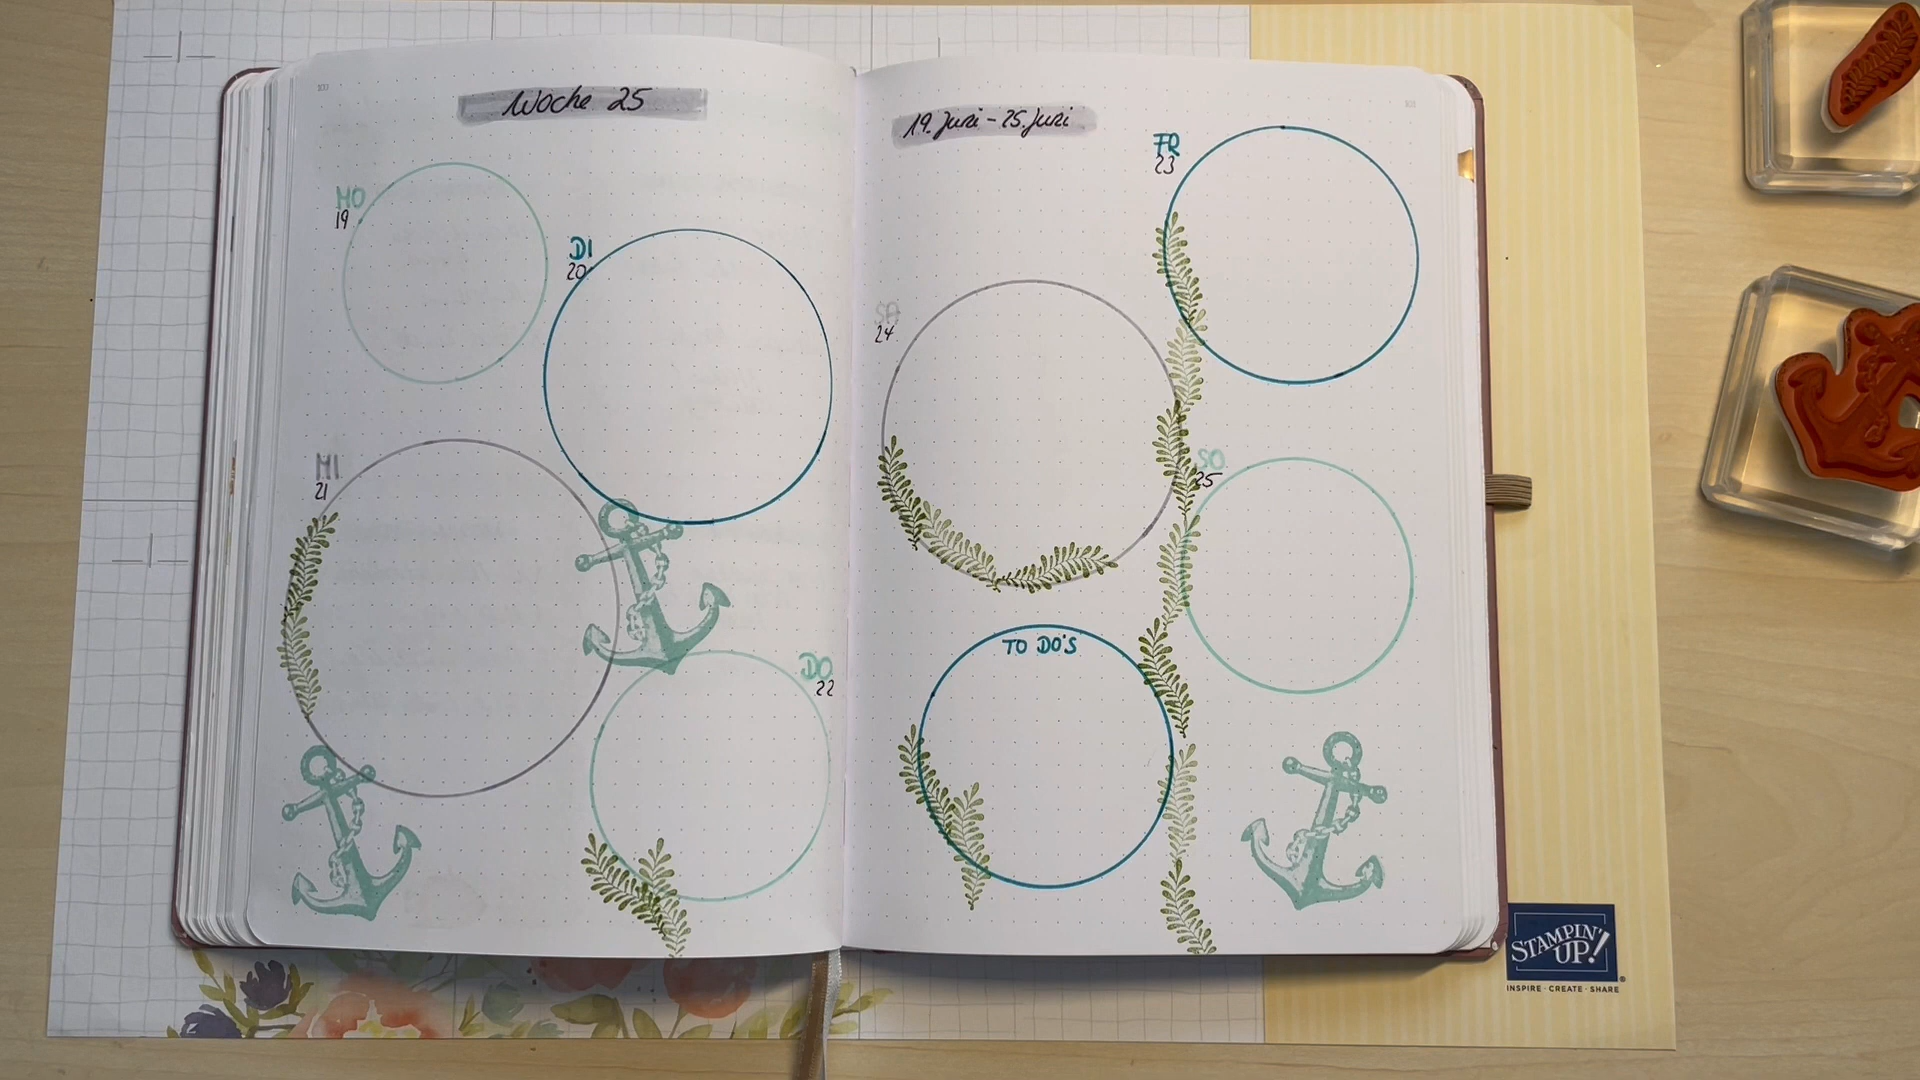 Woche 25
MO
19
DI
20
MI
21
DO
22
19. Juni - 25. Juni
FR
23
SA
24
SO
25
TO DO'S
STAMPIN'
UP!®
INSPIRE · CREATE · SHARE